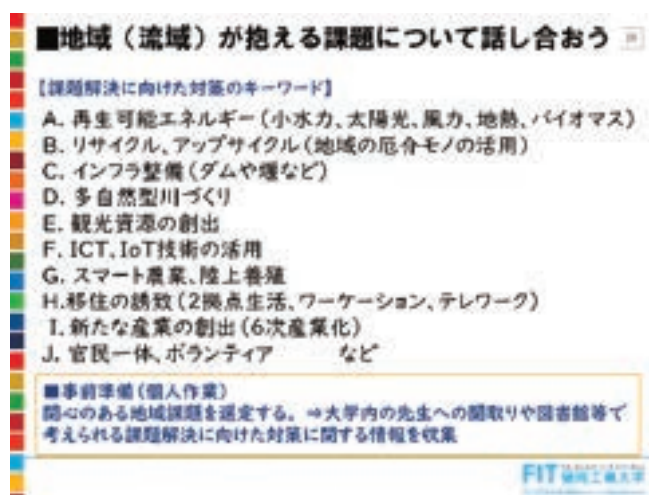 ■地域（流域）が抱える課題について話し合おう
【課題解決に向けた対策のキーワード】
A. 再生可能エネルギー(小水力、太陽光、風力、地熱、バイオマス)
B. リサイクル、アップサイクル(地域の厄介モノの活用)
C. インフラ整備(ダムや堰など)
D. 多自然型川づくり
E. 観光資源の創出
F. ICT、IoT技術の活用
G. スマート農業、陸上養殖
H.移住の誘致(2拠点生活、ワーケーション、テレワーク)
I. 新たな産業の創出(6次産業化)
J. 官民一体、ボランティア　　など
■事前準備(個人作業)
関心のある地域課題を選定する。⇒大学内の先生への聞取りや図書館等で
考えられる課題解決に向けた対策に関する情報を収集
FIT 福岡工業大学